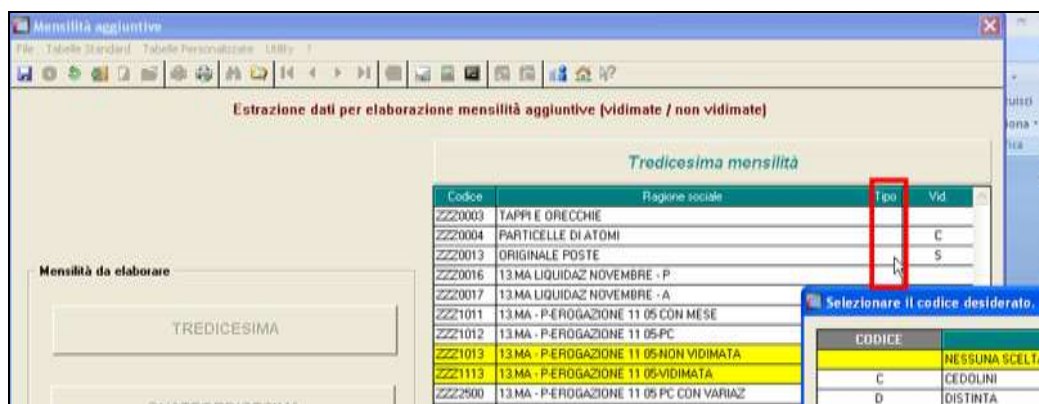 Mensilità aggiuntive
File Tabelle Standard Tabelle Personalizzate Utility ?
Estrazione dati per elaborazione mensilità aggiuntive (vidimate / non vidimate)
Tredicesima mensilità
Codice Ragione sociale Tipo Vid.
ZZZ0003 TAPPI E ORECCHIE
ZZZ0004 PARTICELLE DI ATOMI C
ZZZ0013 ORIGINALE POSTE S
ZZZ0016 13.MA LIQUIDAZ NOVEMBRE - P
ZZZ0017 13.MA LIQUIDAZ NOVEMBRE - A
ZZZ1011 13.MA - P-EROGAZIONE 11 05 CON MESE
ZZZ1012 13.MA - P-EROGAZIONE 11 05-PC
ZZZ1013 13.MA - P-EROGAZIONE 11 05-NON VIDIMATA
ZZZ1113 13.MA - P-EROGAZIONE 11 05-VIDIMATA
ZZZ2500 13.MA - P-EROGAZIONE 11 05 PC CON VARIAZ
Mensilità da elaborare
TREDICESIMA
Selezionare il codice desiderato.
CODICE
NESSUNA SCELTA
C CEDOLINI
D DISTINTA